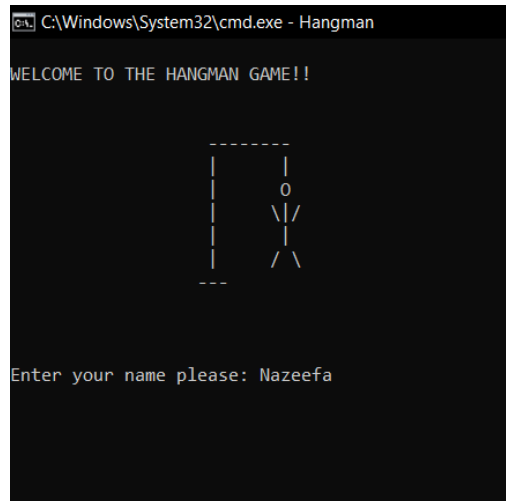 C:\Windows\System32\cmd.exe - Hangman
WELCOME TO THE HANGMAN GAME!!
--------
| |
| O
| \|/
| |
| / \
---
Enter your name please: Nazeefa